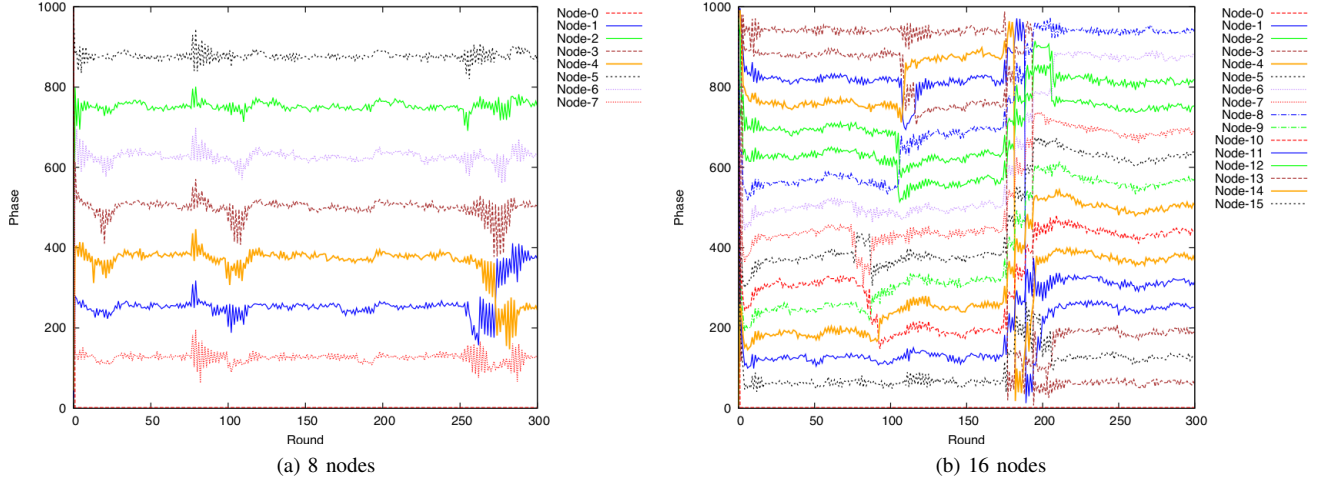 1000
800
600
400
200
0
Phase
0 50 100 150 200 250 300
Round
Node-0
Node-1
Node-2
Node-3
Node-4
Node-5
Node-6
Node-7
(a) 8 nodes
1000
800
600
400
200
0
Phase
0 50 100 150 200 250 300
Round
Node-0
Node-1
Node-2
Node-3
Node-4
Node-5
Node-6
Node-7
Node-8
Node-9
Node-10
Node-11
Node-12
Node-13
Node-14
Node-15
(b) 16 nodes